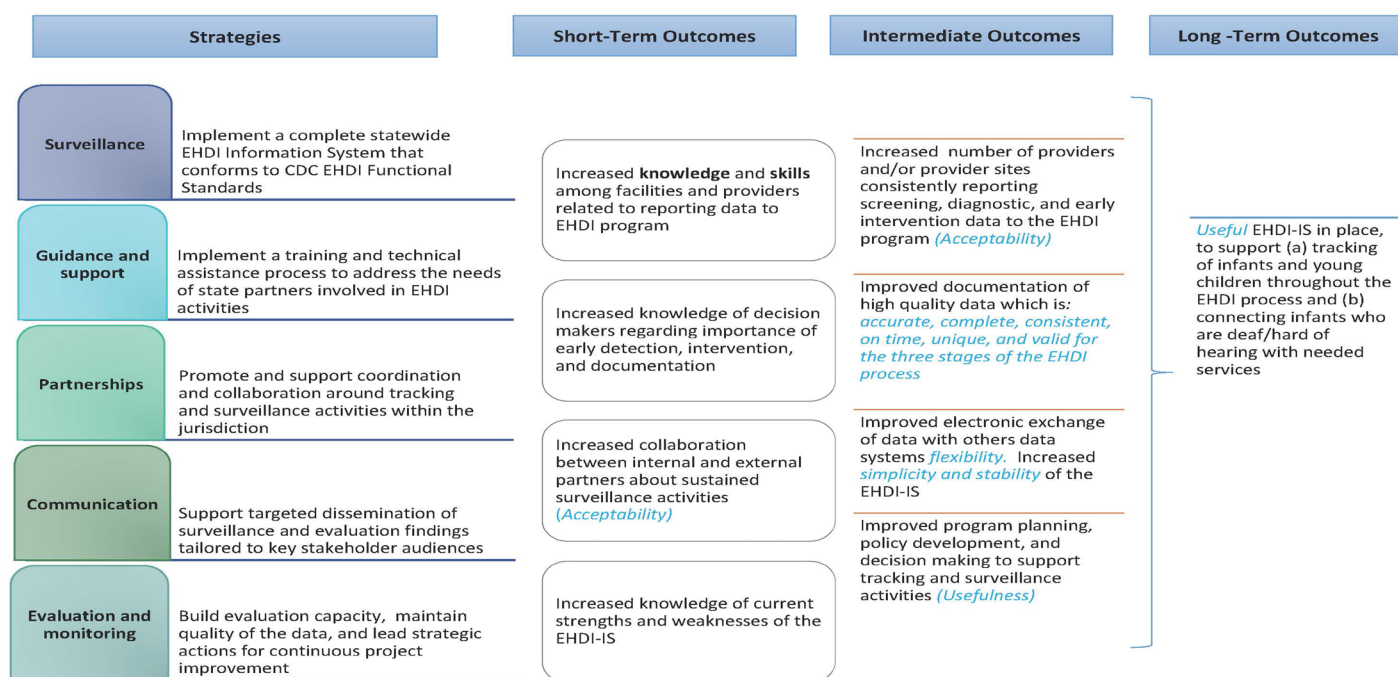 Strategies
Short-Term Outcomes
Intermediate Outcomes
Long -Term Outcomes
Surveillance
Implement a complete statewide
EHDI Information System that
conforms to CDC EHDI Functional
Standards
Guidance and
support
Implement a training and technical
assistance process to address the needs
of state partners involved in EHDI
activities
Partnerships
Promote and support coordination
and collaboration around tracking
and surveillance activities within the
jurisdiction
Communication
Support targeted dissemination of
surveillance and evaluation findings
tailored to key stakeholder audiences
Evaluation and
monitoring
Build evaluation capacity, maintain
quality of the data, and lead strategic
actions for continuous project
improvement
Increased knowledge and skills
among facilities and providers
related to reporting data to
EHDI program
Increased knowledge of decision
makers regarding importance of
early detection, intervention,
and documentation
Increased collaboration
between internal and external
partners about sustained
surveillance activities
(Acceptability)
Increased knowledge of current
strengths and weaknesses of the
EHDI-IS
Increased number of providers
and/or provider sites
consistently reporting
screening, diagnostic, and early
intervention data to the EHDI
program (Acceptability)
Improved documentation of
high quality data which is:
accurate, complete, consistent,
on time, unique, and valid for
the three stages of the EHDI
process
Improved electronic exchange
of data with others data
systems flexibility. Increased
simplicity and stability of the
EHDI-IS
Improved program planning,
policy development, and
decision making to support
tracking and surveillance
activities (Usefulness)
Useful EHDI-IS in place,
to support (a) tracking
of infants and young
children throughout the
EHDI process and (b)
connecting infants who
are deaf/hard of
hearing with needed
services